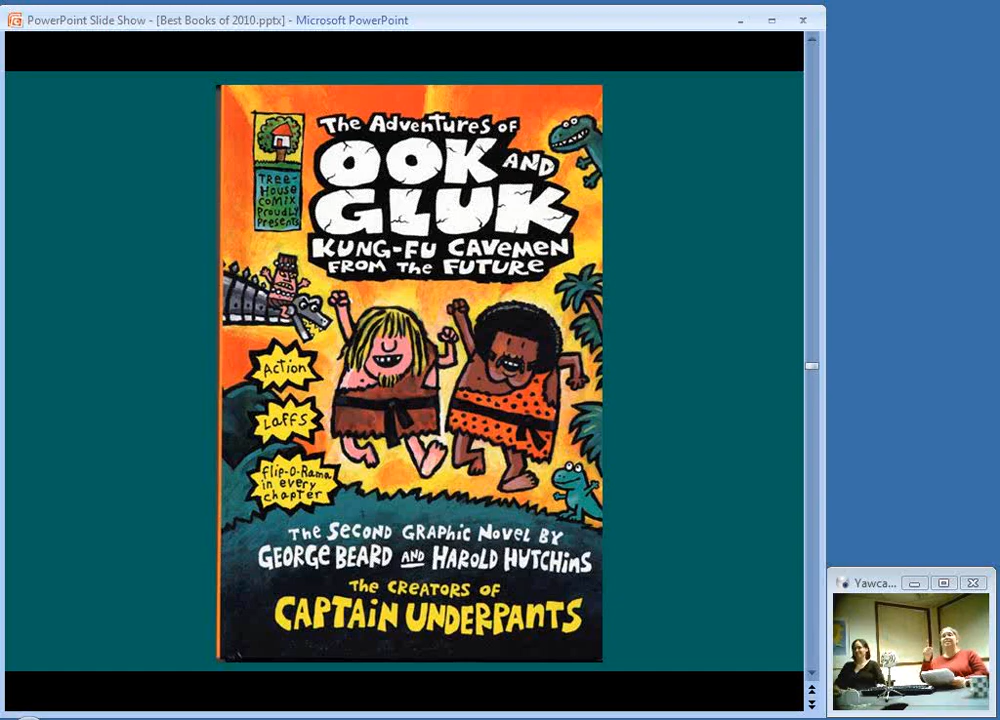 PowerPoint Slide Show - [Best Books of 2010.pptx] - Microsoft PowerPoint
The Adventures of
OOK AND
GLUK
KUNG-FU CAVEMEN
FROM THE FUTURE
TREE-
HOUSE
COMIX
PROUDLY
PRESENTS
Action
LAFFS
Flip-O-Rama
in every
chapter
THE SECOND GRAPHIC NOVEL BY
GEORGE BEARD AND HAROLD HUTCHINS
THE CREATORS OF
CAPTAIN UNDERPANTS
Yawca...